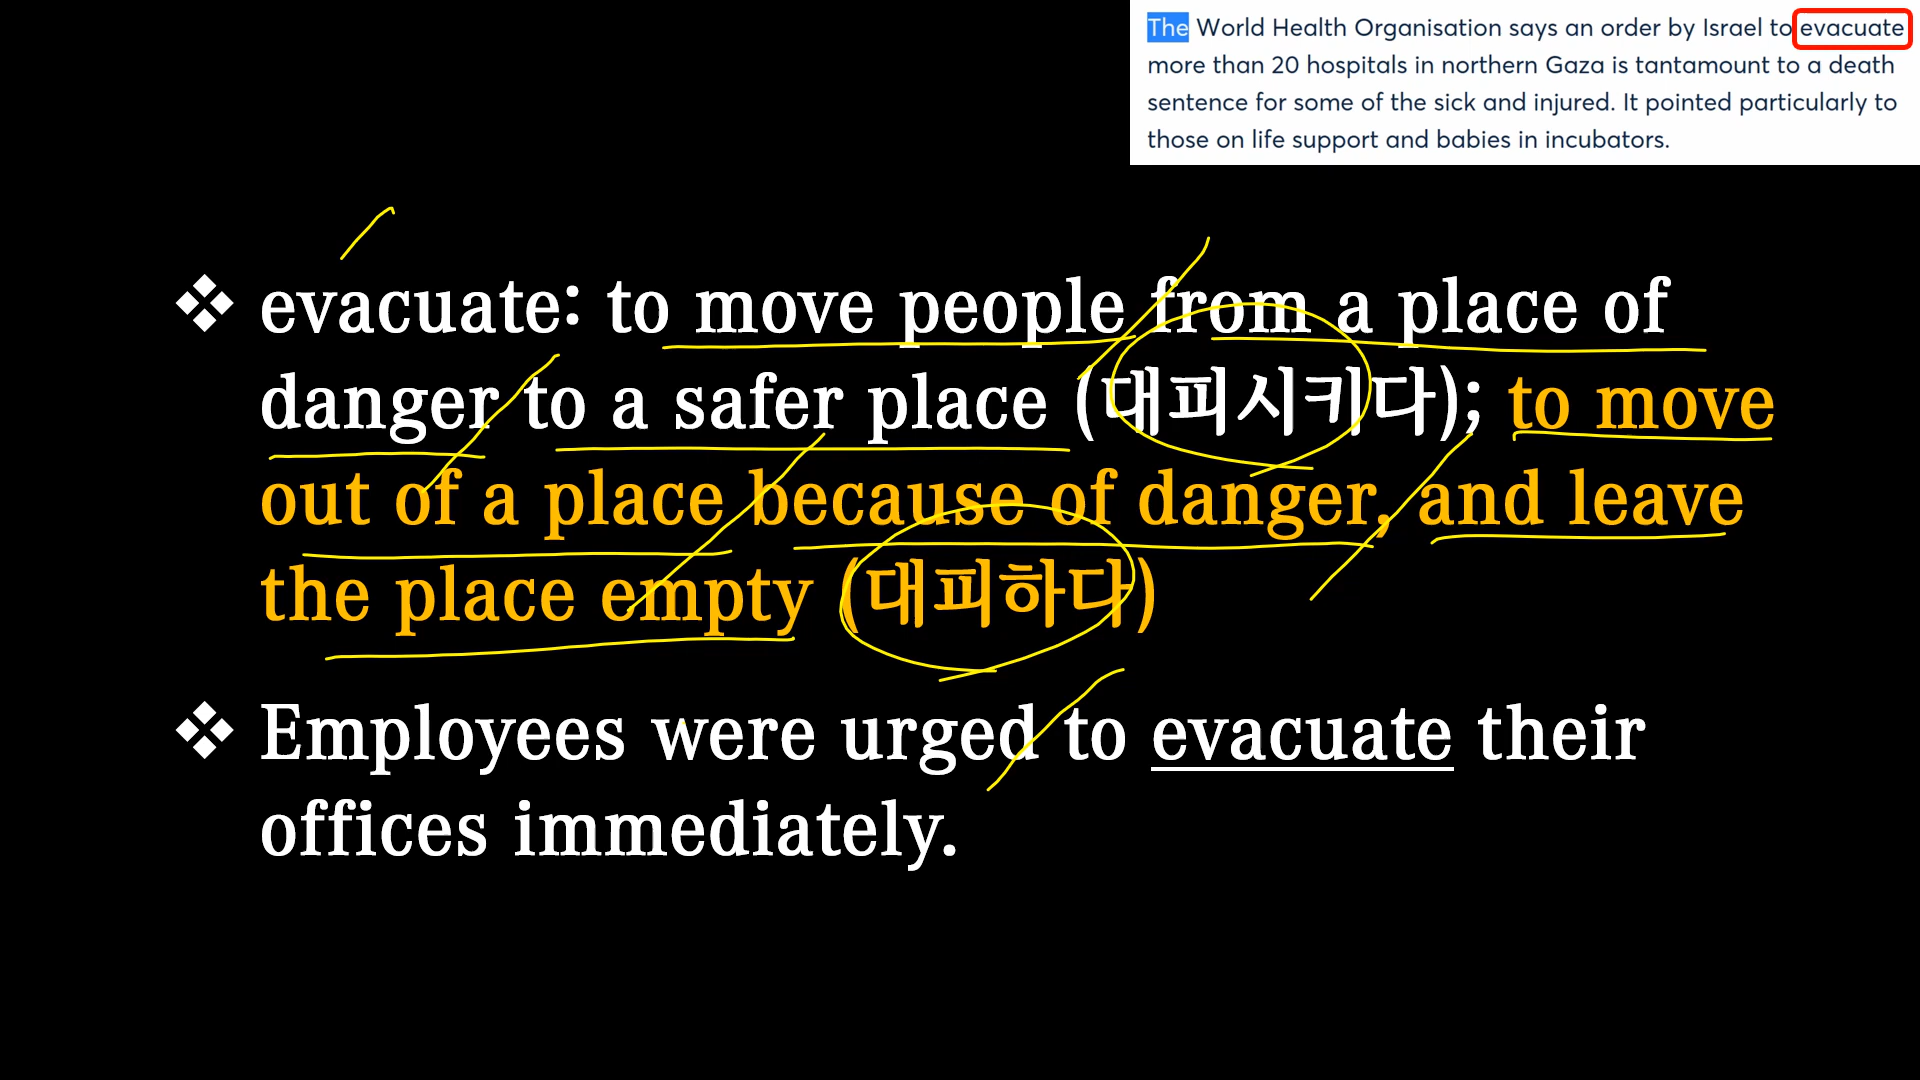 The World Health Organisation says an order by Israel to evacuate
more than 20 hospitals in northern Gaza is tantamount to a death
sentence for some of the sick and injured. It pointed particularly to
those on life support and babies in incubators.
❖ evacuate: to move people from a place of
danger to a safer place (대피시키다); to move
out of a place because of danger, and leave
the place empty (대피하다)
❖ Employees were urged to evacuate their
offices immediately.